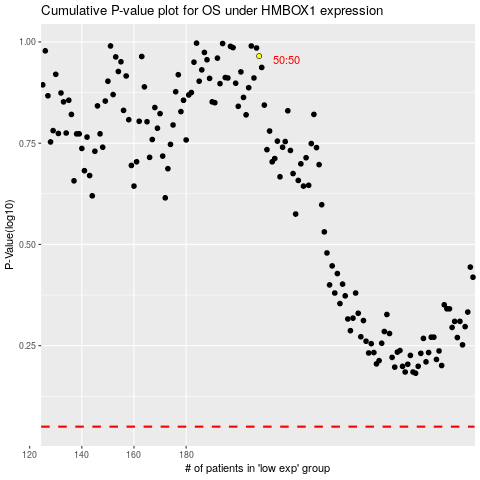 Cumulative P-value plot for OS under HMBOX1 expression
1.00
50:50
0.75
P-Value(log10)
0.50
0.25
120 140 160 180
# of patients in 'low exp' group